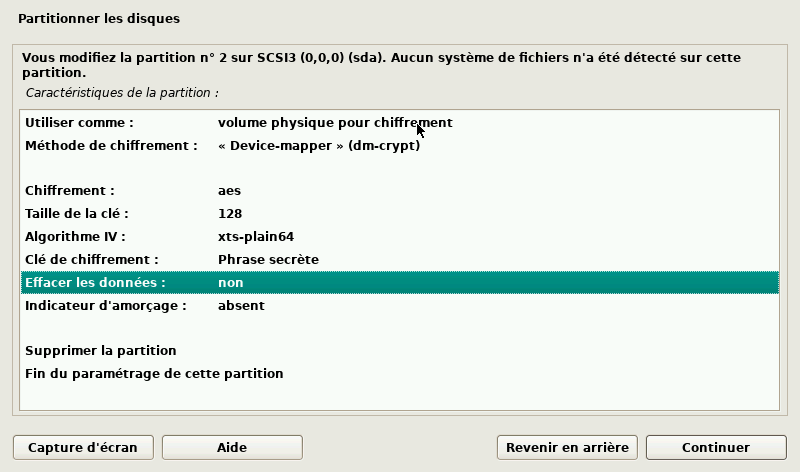 Partitionner les disques
Vous modifiez la partition n° 2 sur SCSI3 (0,0,0) (sda). Aucun système de fichiers n'a été détecté sur cette
partition.
Caractéristiques de la partition :
Utiliser comme : volume physique pour chiffrement
Méthode de chiffrement : « Device-mapper » (dm-crypt)
Chiffrement : aes
Taille de la clé : 128
Algorithme IV : xts-plain64
Clé de chiffrement : Phrase secrète
Effacer les données : non
Indicateur d'amorçage : absent
Supprimer la partition
Fin du paramétrage de cette partition
Capture d'écran Aide Revenir en arrière Continuer